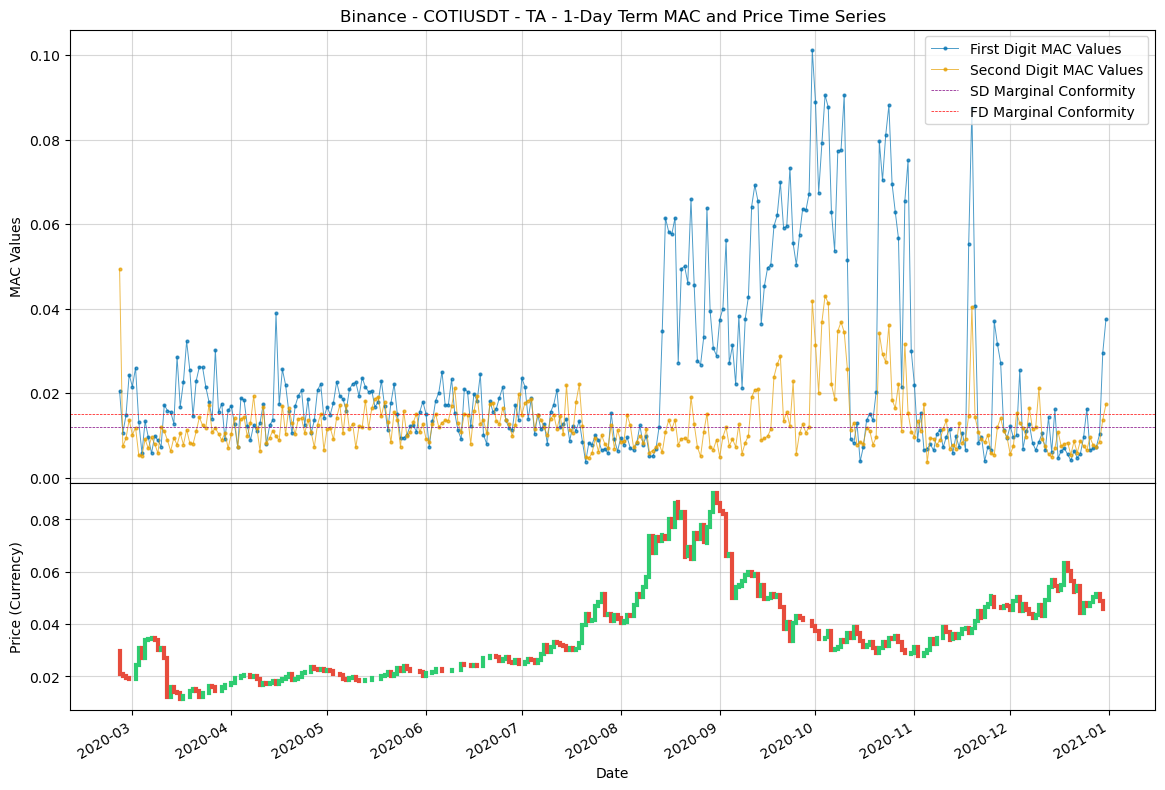 Binance - COTIUSDT - TA - 1-Day Term MAC and Price Time Series
First Digit MAC Values
Second Digit MAC Values
SD Marginal Conformity
FD Marginal Conformity
MAC Values
0.10
0.08
0.06
0.04
0.02
0.00
Price (Currency)
0.08
0.06
0.04
0.02
2020-03
2020-04
2020-05
2020-06
2020-07
2020-08
2020-09
2020-10
2020-11
2020-12
2021-01
Date